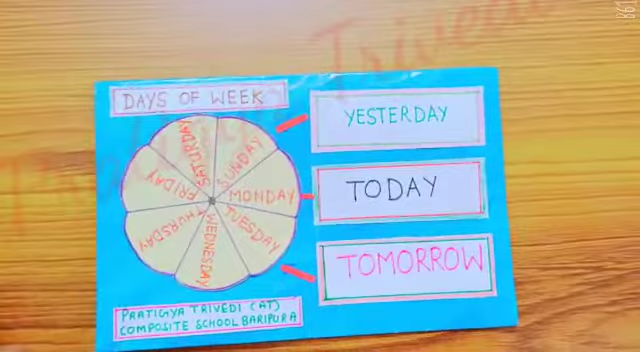 DAYS OF WEEK
SUNDAY
MONDAY
TUESDAY
WEDNESDAY
THURSDAY
FRIDAY
SATURDAY
YESTERDAY
TODAY
TOMORROW
PRATIGYA TRIVEDI (AT)
COMPOSITE SCHOOL BARIPURA
Trivedi